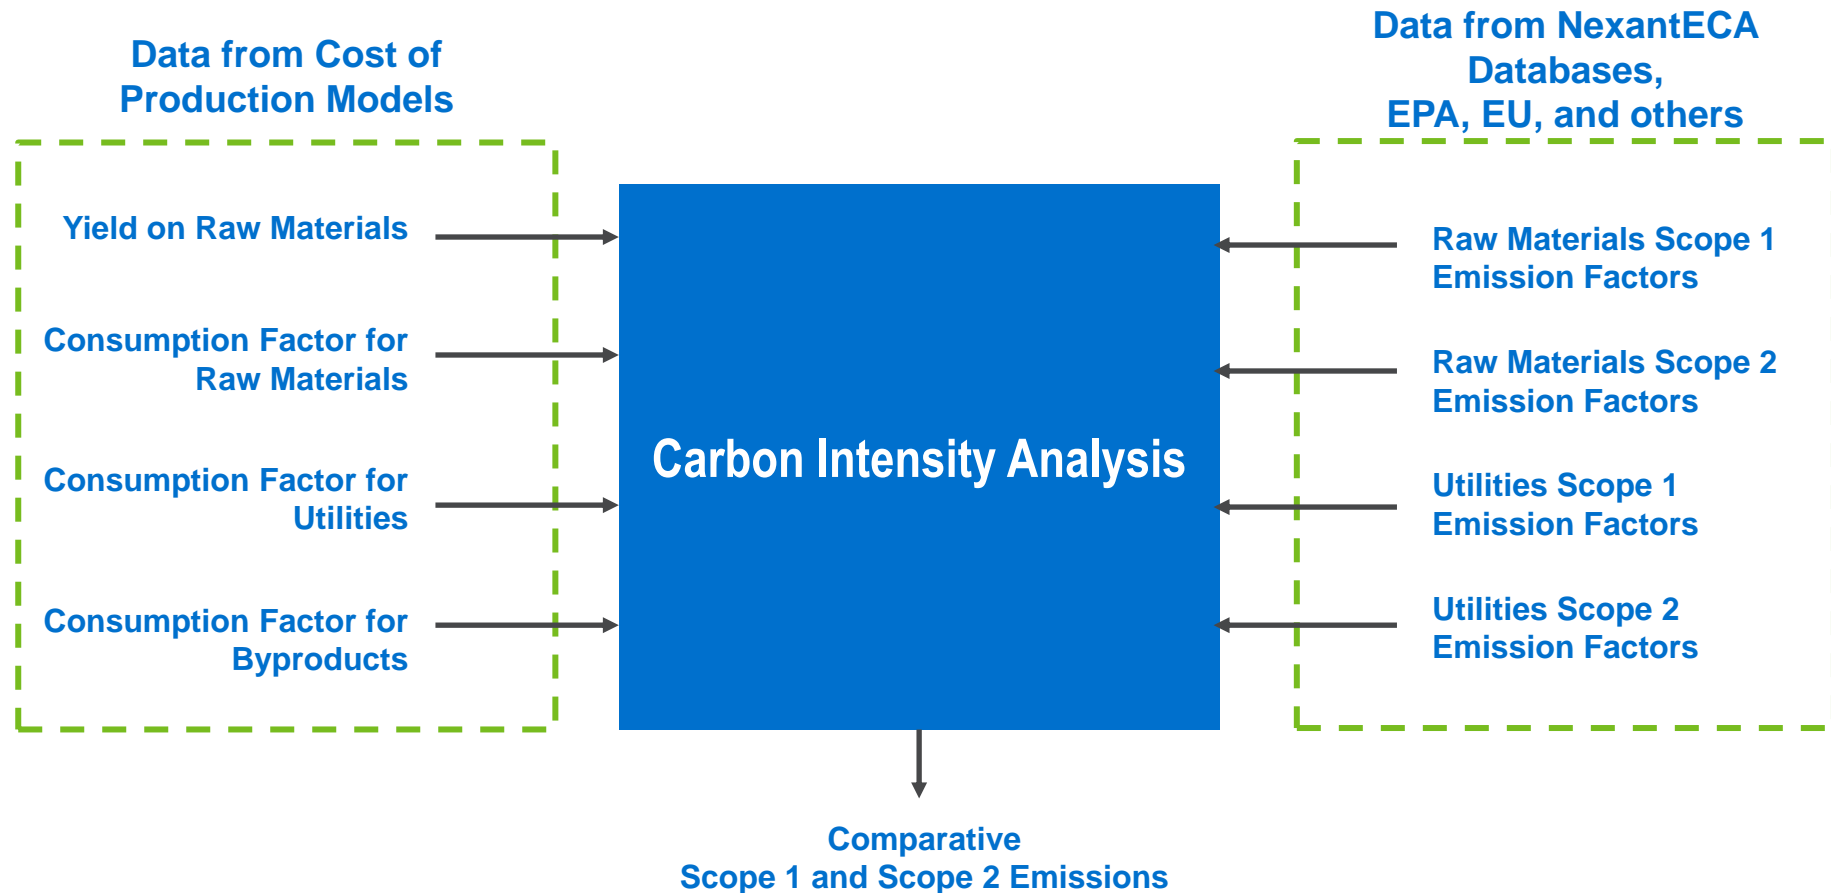 Data from Cost of
Production Models
Yield on Raw Materials
Consumption Factor for
Raw Materials
Consumption Factor for
Utilities
Consumption Factor for
Byproducts
Carbon Intensity Analysis
Data from NexantECA
Databases,
EPA, EU, and others
Raw Materials Scope 1
Emission Factors
Raw Materials Scope 2
Emission Factors
Utilities Scope 1
Emission Factors
Utilities Scope 2
Emission Factors
Comparative
Scope 1 and Scope 2 Emissions